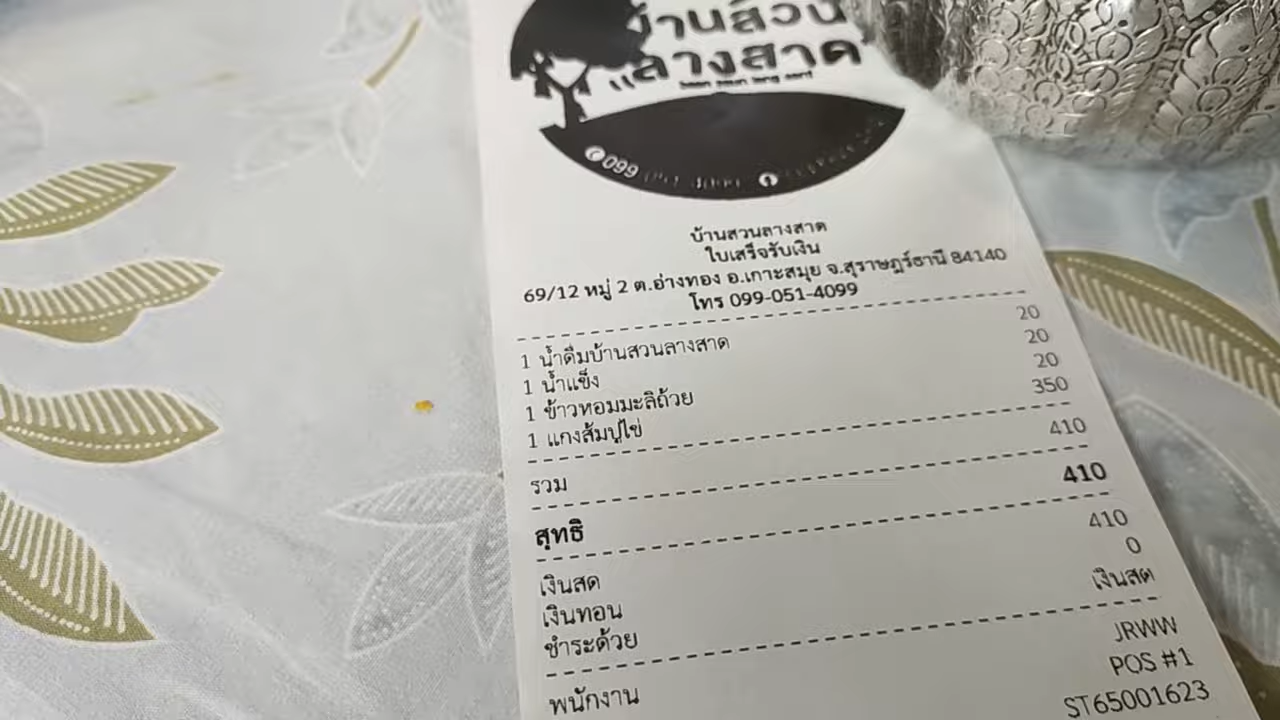 บ้านสวน
ลางสาด
099
บ้านสวนลางสาด
ใบเสร็จรับเงิน
69/12 หมู่ 2 ต.อ่างทอง อ.เกาะสมุย จ.สุราษฎร์ธานี 84140
โทร 099-051-4099
1 น้ำดื่มบ้านสวนลางสาด 20
1 น้ำแข็ง 20
1 ข้าวหอมมะลิถ้วย 20
1 แกงส้มปูไข่ 350
รวม 410
สุทธิ 410
เงินสด 410
เงินทอน 0
ชำระด้วย เงินสด
พนักงาน JRWW
POS #1
ST65001623